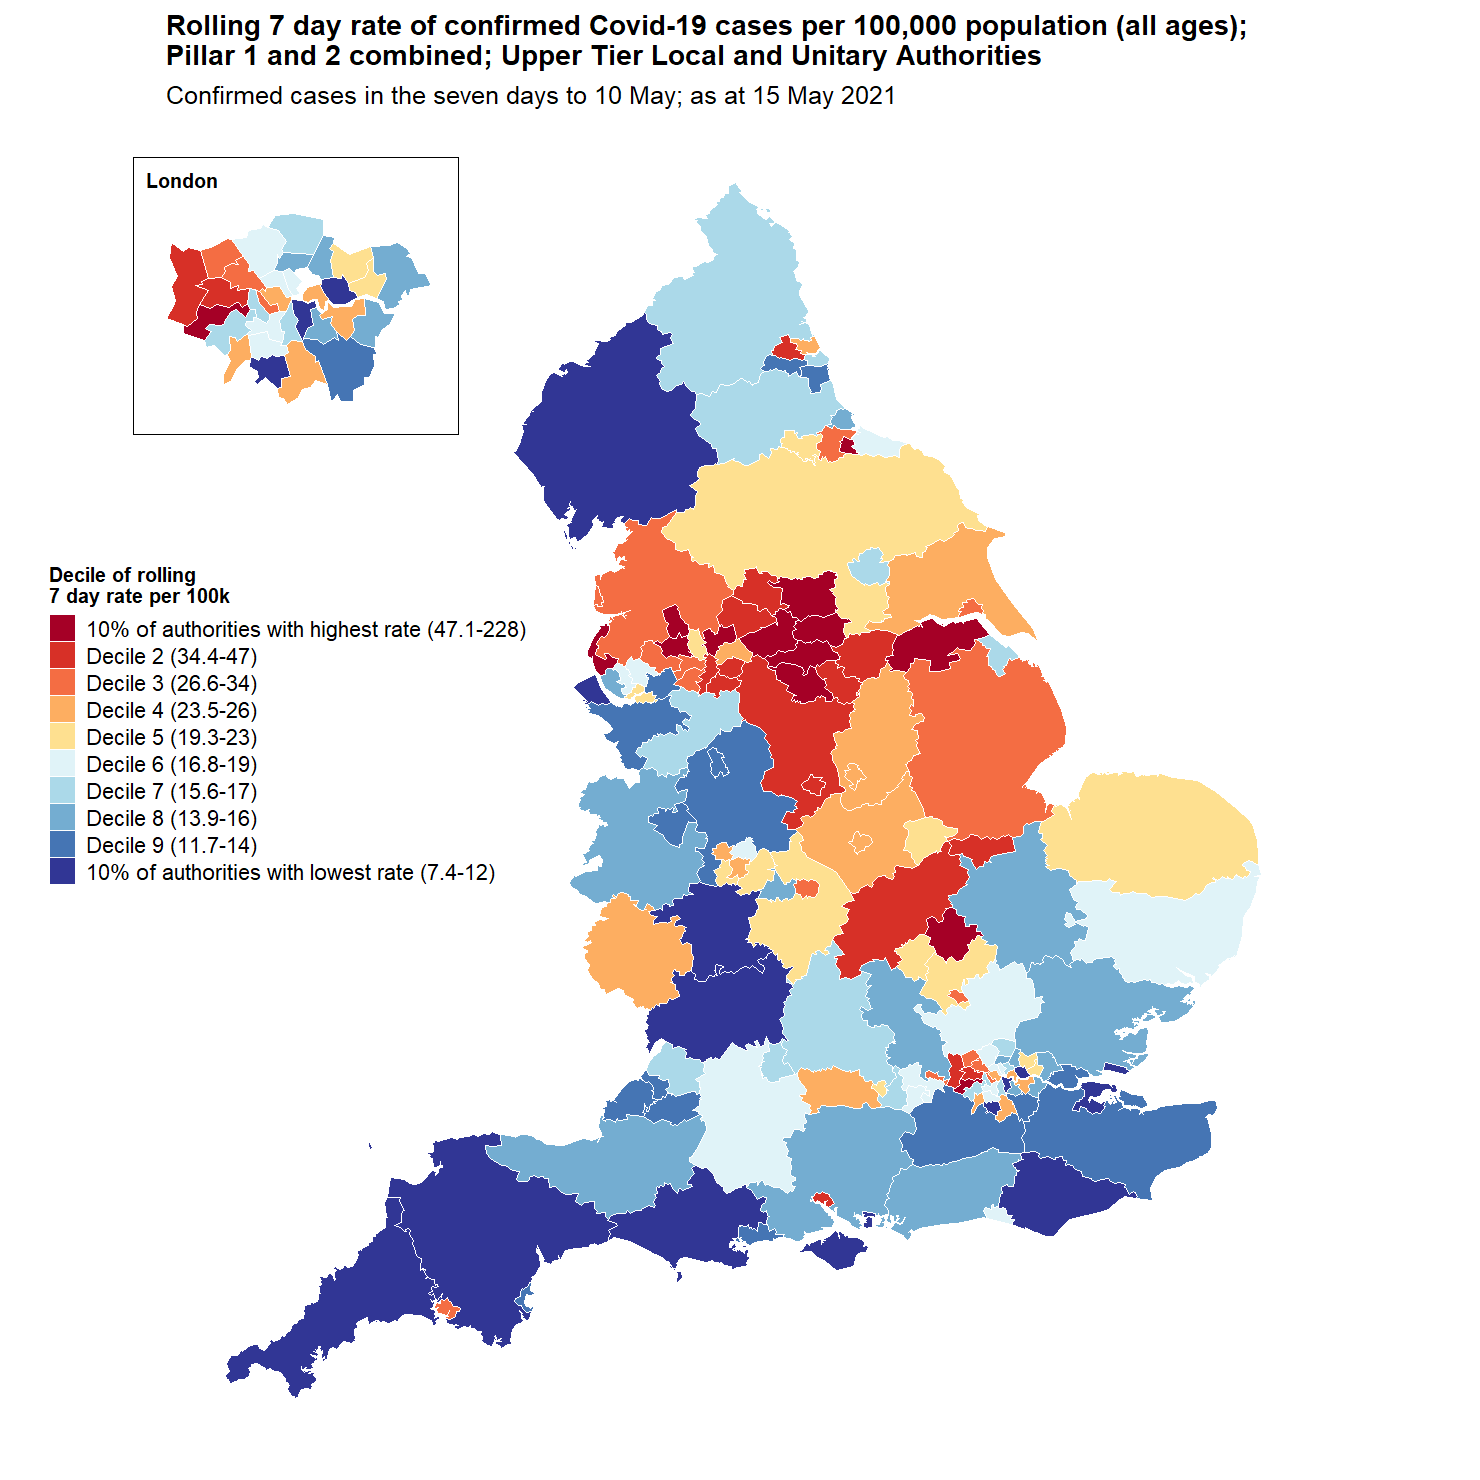 Rolling 7 day rate of confirmed Covid-19 cases per 100,000 population (all ages);
Pillar 1 and 2 combined; Upper Tier Local and Unitary Authorities
Confirmed cases in the seven days to 10 May; as at 15 May 2021
London
Decile of rolling
7 day rate per 100k
10% of authorities with highest rate (47.1-228)
Decile 2 (34.4-47)
Decile 3 (26.6-34)
Decile 4 (23.5-26)
Decile 5 (19.3-23)
Decile 6 (16.8-19)
Decile 7 (15.6-17)
Decile 8 (13.9-16)
Decile 9 (11.7-14)
10% of authorities with lowest rate (7.4-12)